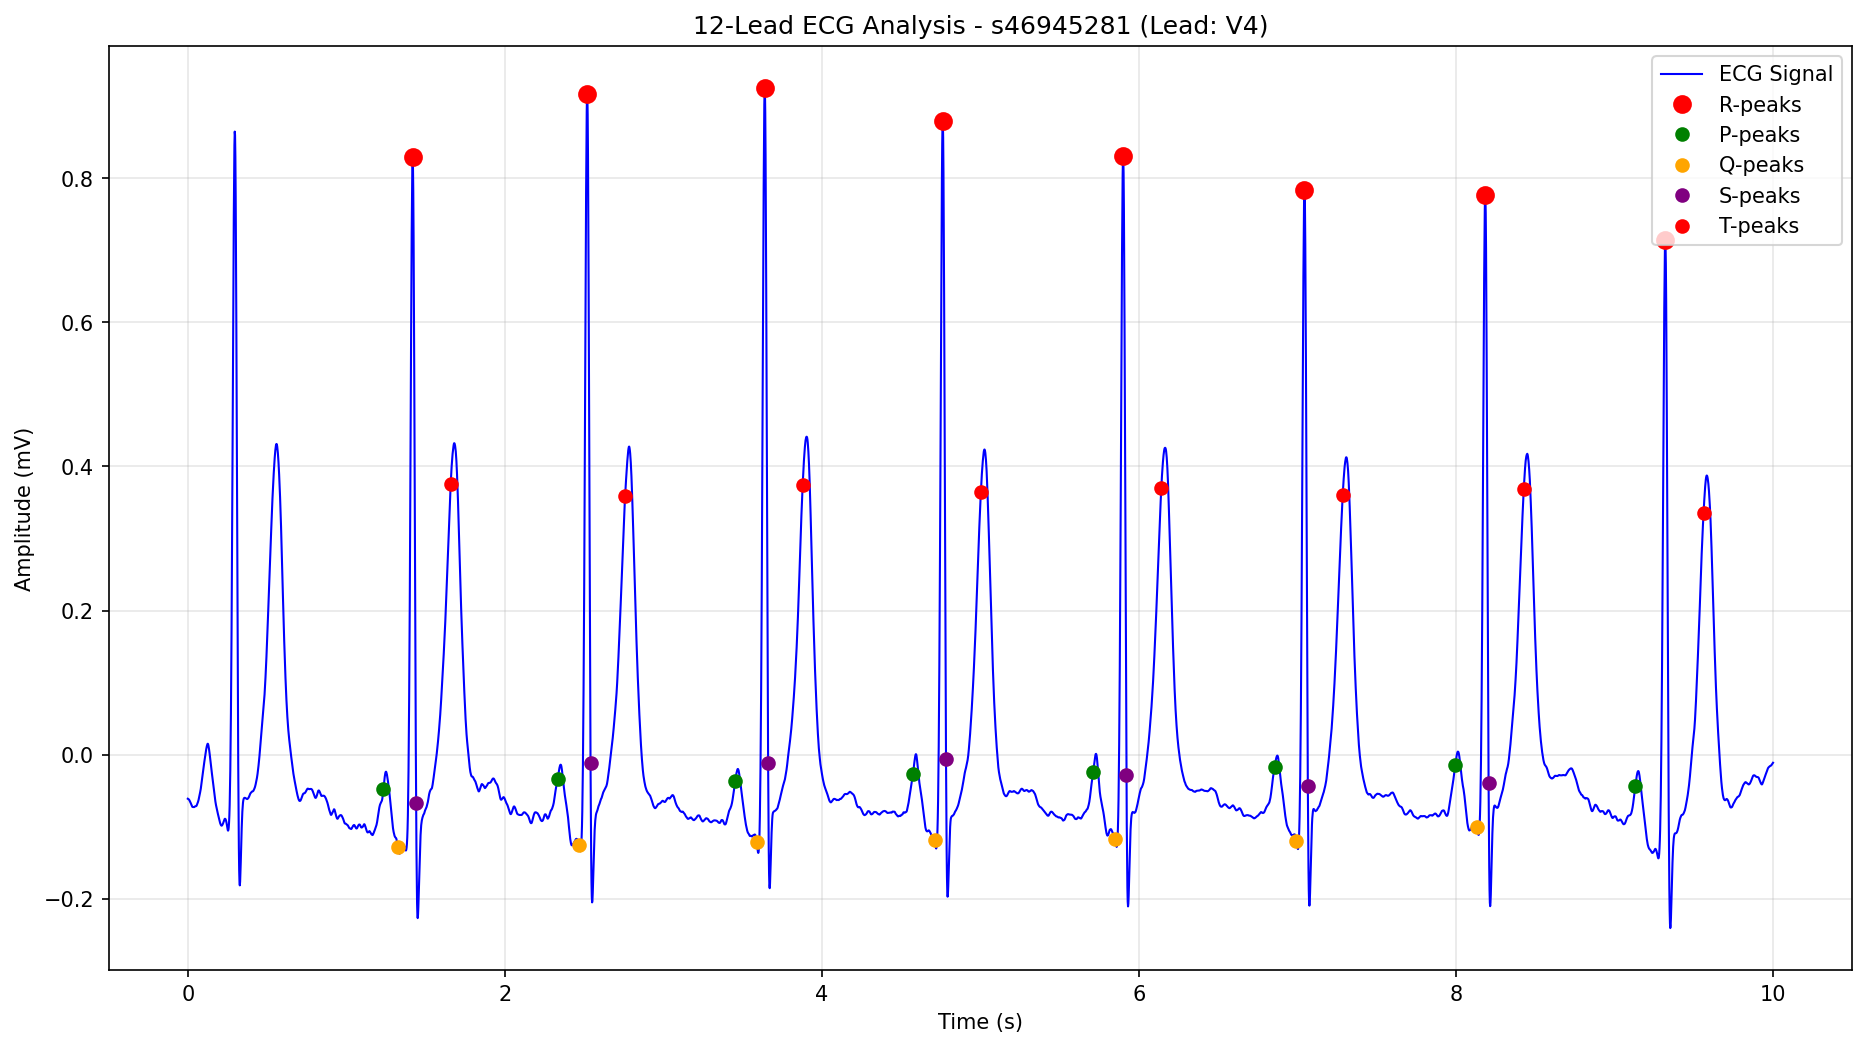 12-Lead ECG Analysis - s46945281 (Lead: V4)
ECG Signal
R-peaks
P-peaks
Q-peaks
S-peaks
T-peaks
Amplitude (mV)
0.8
0.6
0.4
0.2
0.0
−0.2
0 2 4 6 8 10
Time (s)